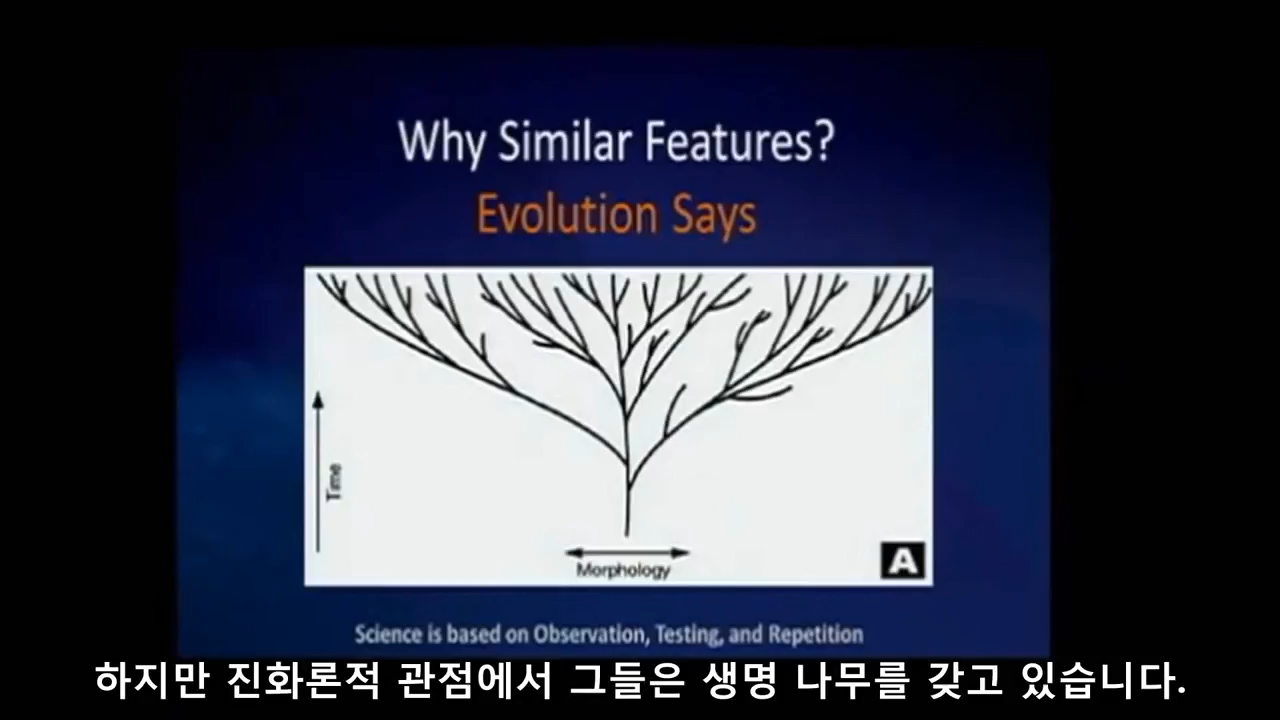 Why Similar Features?
Evolution Says
Time
Morphology
A
Science is based on Observation, Testing, and Repetition
하지만 진화론적 관점에서 그들은 생명 나무를 갖고 있습니다.